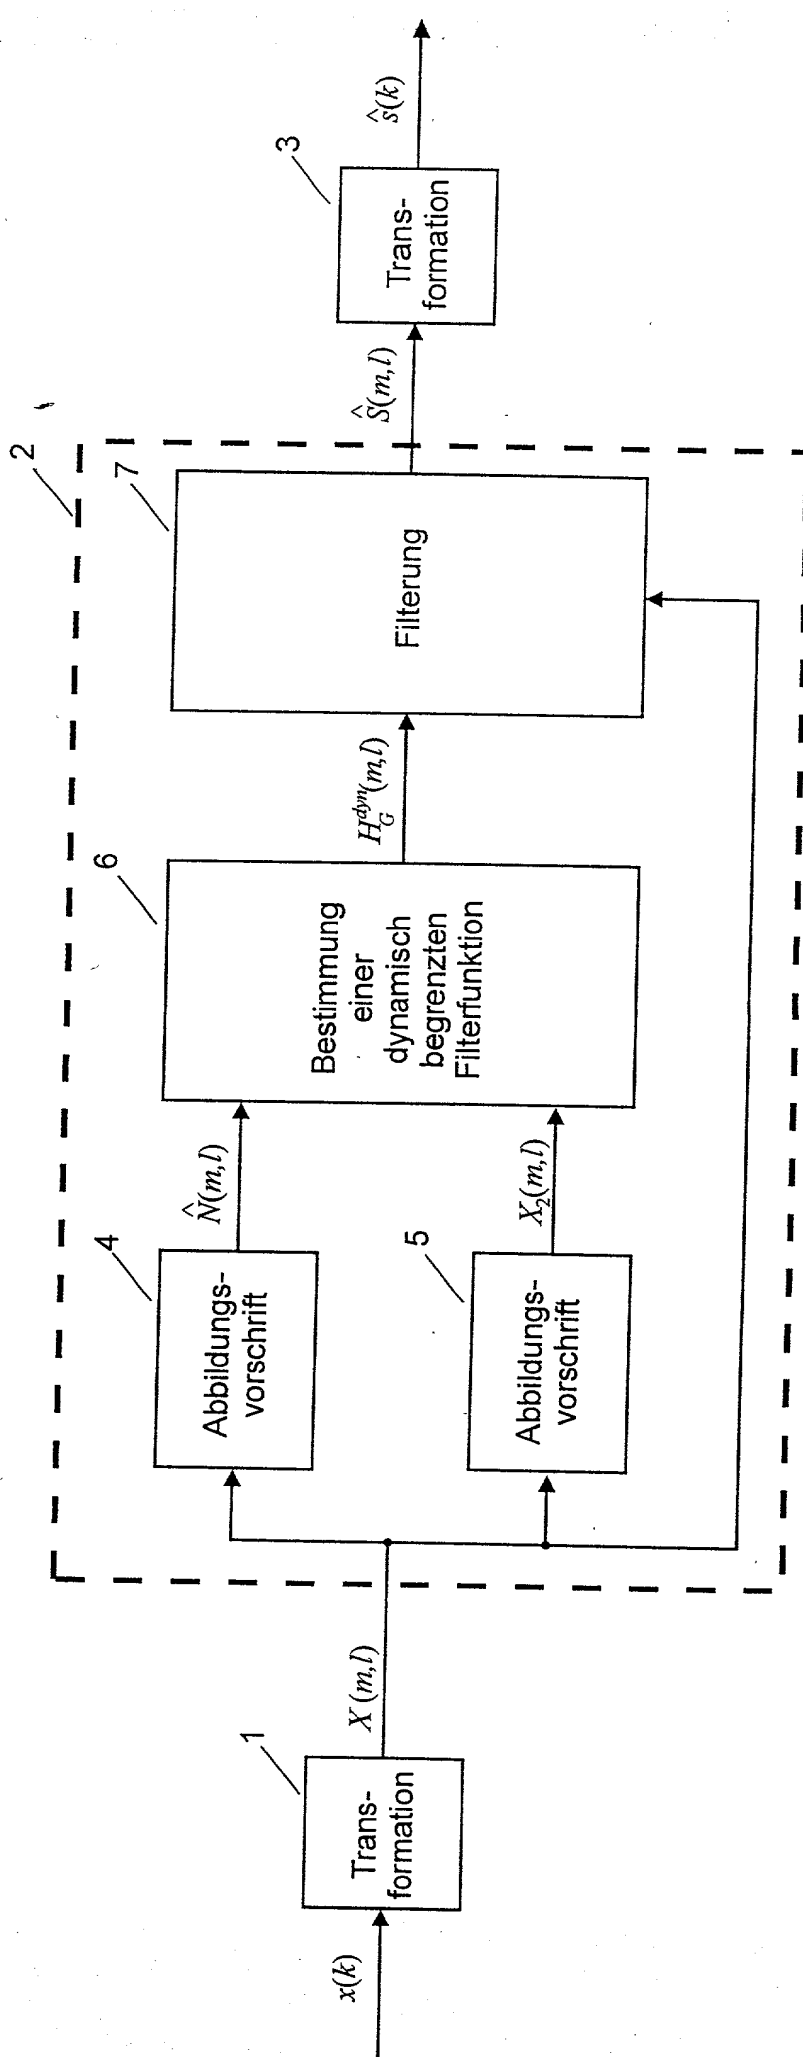 x(k)
1
Trans-
formation
X(m,l)
2
4
Abbildungs-
vorschrift
N̂(m,l)
5
Abbildungs-
vorschrift
X₂(m,l)
6
Bestimmung
einer
dynamisch
begrenzten
Filterfunktion
H_G^dyn(m,l)
7
Filterung
Ŝ(m,l)
3
Trans-
formation
ŝ(k)